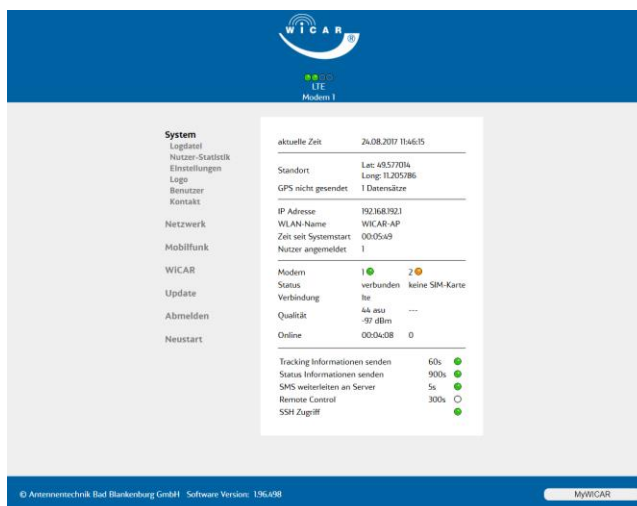 WiCAR ®
LTE
Modem 1
System
Logdatei
Nutzer-Statistik
Einstellungen
Logo
Benutzer
Kontakt
Netzwerk
Mobilfunk
WiCAR
Update
Abmelden
Neustart
aktuelle Zeit 24.08.2017 11:46:15
Standort Lat: 49.577014
Long: 11.205786
GPS nicht gesendet 1 Datensätze
IP Adresse 192.168.192.1
WLAN-Name WICAR-AP
Zeit seit Systemstart 00:05:49
Nutzer angemeldet 1
Modem 1 2
Status verbunden keine SIM-Karte
Verbindung lte
Qualität 44 asu ---
-97 dBm
Online 00:04:08 0
Tracking Informationen senden 60s
Status Informationen senden 900s
SMS weiterleiten an Server 5s
Remote Control 300s
SSH Zugriff
© Antennentechnik Bad Blankenburg GmbH Software Version: 1.96.498 MyWICAR